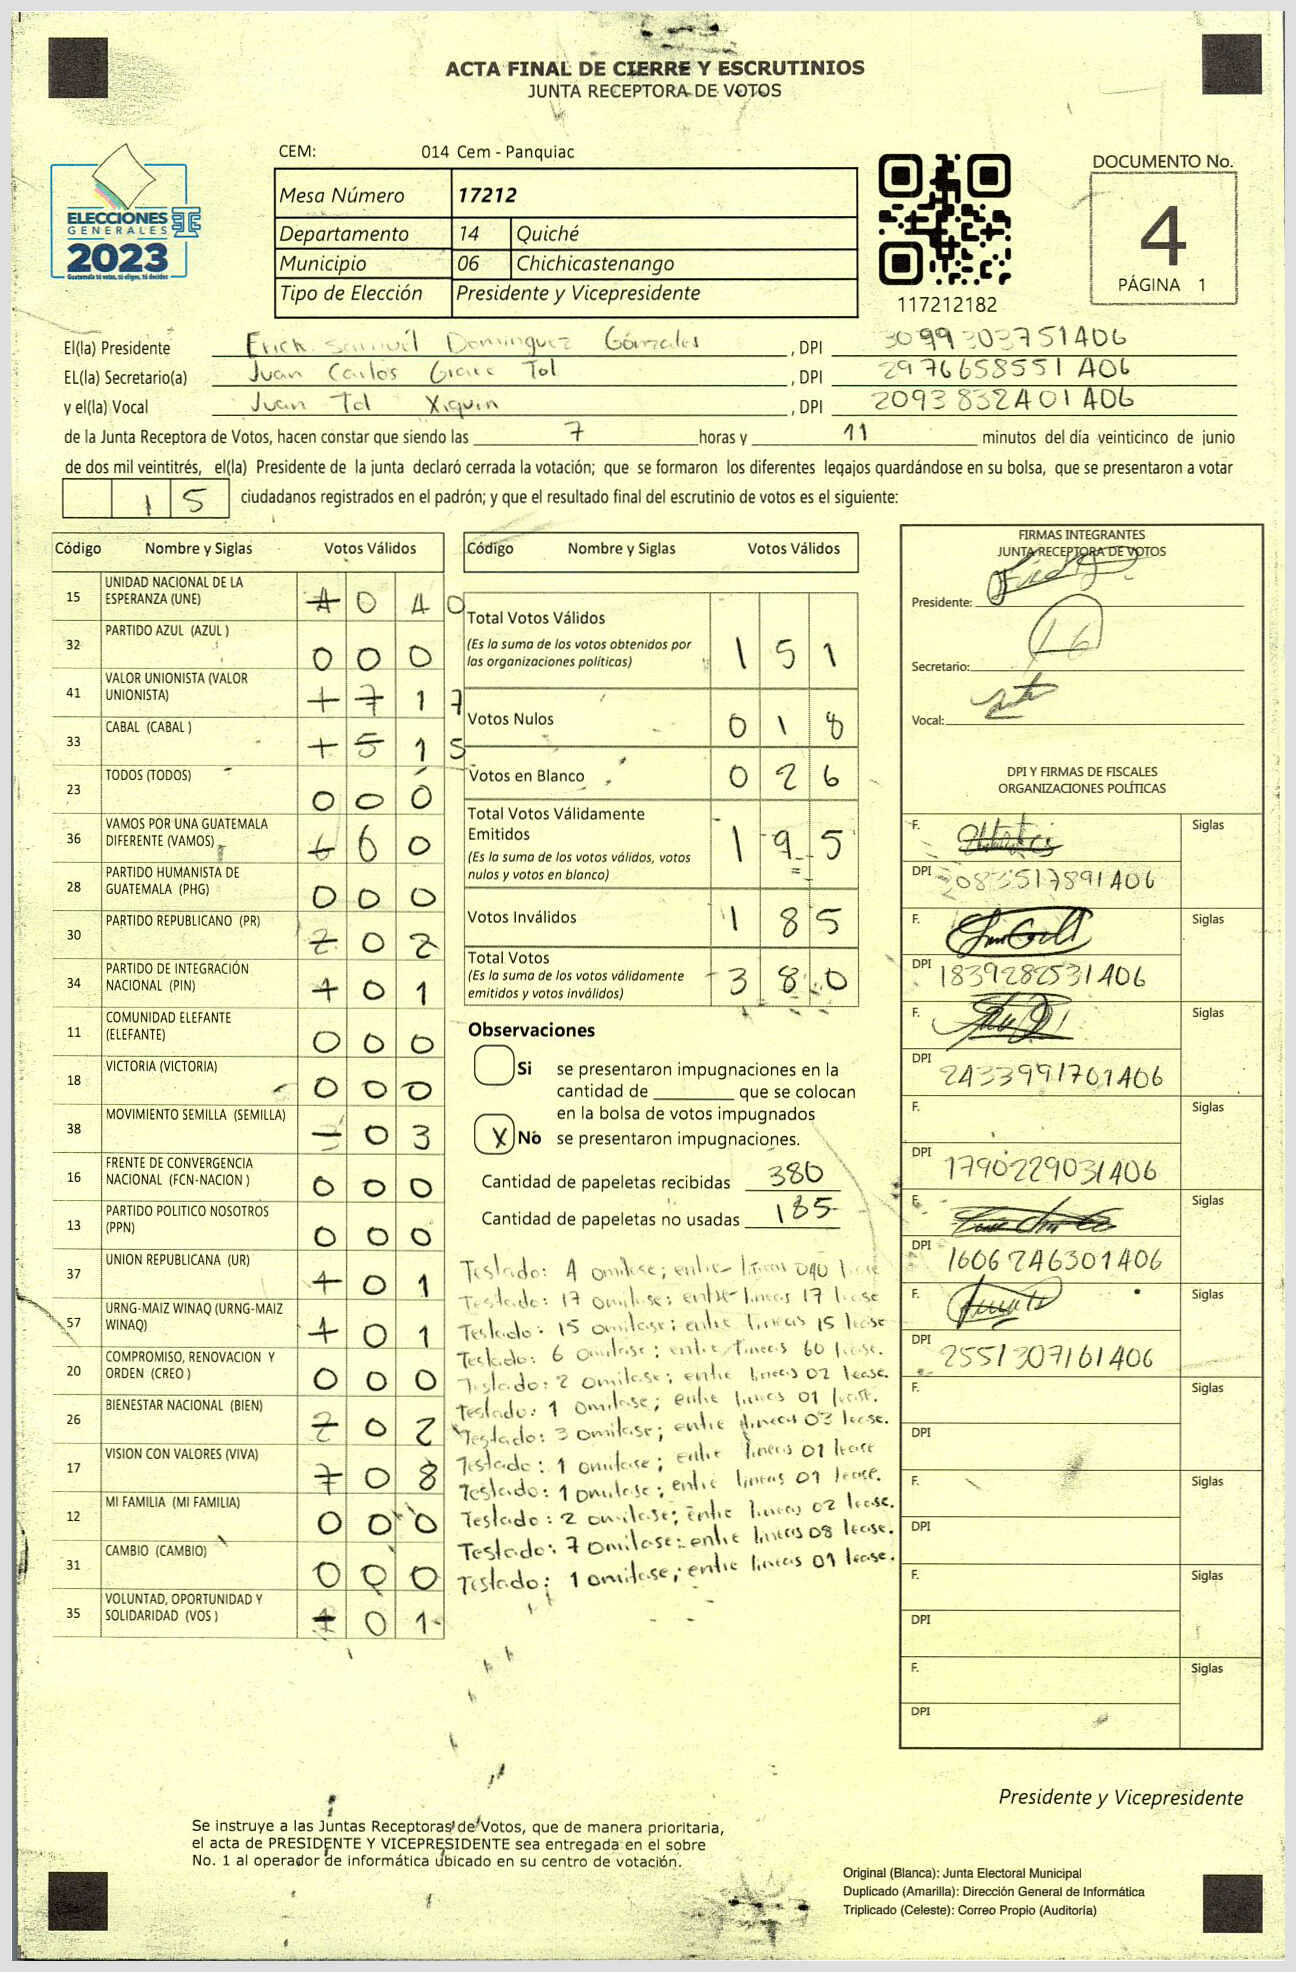 ACTA FINAL DE CIERRE Y ESCRUTINIOS
JUNTA RECEPTORA DE VOTOS
CEM: 014 Cem - Panquiac
ELECCIONES
GENERALES
2023
Guatemala tú votas, tú eliges, tú decides
Mesa Número 17212
Departamento 14 Quiché
Municipio 06 Chichicastenango
Tipo de Elección Presidente y Vicepresidente
117212182
DOCUMENTO No.
4
PÁGINA 1
El(la) Presidente Erick Samuel Dominguez Gónzales , DPI 3099303751406
EL(la) Secretario(a) Juan Carlos Tol , DPI 2976658551 A06
y el(la) Vocal Juan Tol Xiquin , DPI 2093832401A06
de la Junta Receptora de Votos, hacen constar que siendo las 7 horas y 11 minutos del día veinticinco de junio
de dos mil veintitrés, el(la) Presidente de la junta declaró cerrada la votación; que se formaron los diferentes legajos quardándose en su bolsa, que se presentaron a votar
15 ciudadanos registrados en el padrón; y que el resultado final del escrutinio de votos es el siguiente:
Código Nombre y Siglas Votos Válidos
15 UNIDAD NACIONAL DE LA ESPERANZA (UNE) 0 4 0
32 PARTIDO AZUL (AZUL ) 0 0 0
41 VALOR UNIONISTA (VALOR UNIONISTA) 1 7
33 CABAL (CABAL ) 1 5
23 TODOS (TODOS) 0 0 0
36 VAMOS POR UNA GUATEMALA DIFERENTE (VAMOS) 6 6 0
28 PARTIDO HUMANISTA DE GUATEMALA (PHG) 0 0 0
30 PARTIDO REPUBLICANO (PR) 2 0 2
34 PARTIDO DE INTEGRACIÓN NACIONAL (PIN) 1 0 1
11 COMUNIDAD ELEFANTE (ELEFANTE) 0 0 0
18 VICTORIA (VICTORIA) 0 0 0
38 MOVIMIENTO SEMILLA (SEMILLA) 3 0 3
16 FRENTE DE CONVERGENCIA NACIONAL (FCN-NACION ) 0 0 0
13 PARTIDO POLITICO NOSOTROS (PPN) 0 0 0
37 UNION REPUBLICANA (UR) 1 0 1
57 URNG-MAIZ WINAQ (URNG-MAIZ WINAQ) 1 0 1
20 COMPROMISO, RENOVACION Y ORDEN (CREO ) 0 0 0
26 BIENESTAR NACIONAL (BIEN) 2 0 2
17 VISION CON VALORES (VIVA) 7 0 8
12 MI FAMILIA (MI FAMILIA) 0 0 0
31 CAMBIO (CAMBIO) 0 0 0
35 VOLUNTAD, OPORTUNIDAD Y SOLIDARIDAD (VOS ) 1 0 1
Código Nombre y Siglas Votos Válidos
Total Votos Válidos 1 5 1
(Es la suma de los votos obtenidos por
las organizaciones políticas)
Votos Nulos 0 1 8
Votos en Blanco 0 2 6
Total Votos Válidamente
Emitidos 1 9 5
(Es la suma de los votos válidos, votos
nulos y votos en blanco)
Votos Inválidos 1 8 5
Total Votos 3 8 0
(Es la suma de los votos válidamente
emitidos y votos inválidos)
Observaciones
Si se presentaron impugnaciones en la
cantidad de ________ que se colocan
en la bolsa de votos impugnados
X No se presentaron impugnaciones.
Cantidad de papeletas recibidas 380
Cantidad de papeletas no usadas 185
Testado: 4 omitase; entre lineas 040 lease
Testado: 17 omitase; entre lineas 17 lease
Testado: 15 omitase; entre lineas 15 lease
Testado: 6 omitase; entre lineas 60 lease.
Testado: 2 omitase; entre lineas 02 lease.
Testado: 1 omitase; entre lineas 01 lease.
Testado: 3 omitase; entre lineas 03 lease.
Testado: 1 omitase; entre lineas 01 lease
Testado: 1 omitase; entre lineas 01 lease.
Testado: 2 omitase; entre lineas 02 lease.
Testado: 7 omitase; entre lineas 08 lease.
Testado: 1 omitase; entre lineas 01 lease.
FIRMAS INTEGRANTES
JUNTA RECEPTORA DE VOTOS
Presidente:
Secretario:
Vocal:
DPI Y FIRMAS DE FISCALES
ORGANIZACIONES POLÍTICAS
F. Siglas
DPI 2083517891406
F. Siglas
DPI 1839282531406
F. Siglas
DPI 2433991701406
F. Siglas
DPI 1790229031406
F. Siglas
DPI 1606246301406
F. Siglas
DPI 2551307161406
F. Siglas
DPI
F. Siglas
DPI
F. Siglas
DPI
F. Siglas
DPI
Presidente y Vicepresidente
Se instruye a las Juntas Receptoras de Votos, que de manera prioritaria,
el acta de PRESIDENTE Y VICEPRESIDENTE sea entregada en el sobre
No. 1 al operador de informática ubicado en su centro de votación.
Original (Blanca): Junta Electoral Municipal
Duplicado (Amarilla): Dirección General de Informática
Triplicado (Celeste): Correo Propio (Auditoría)